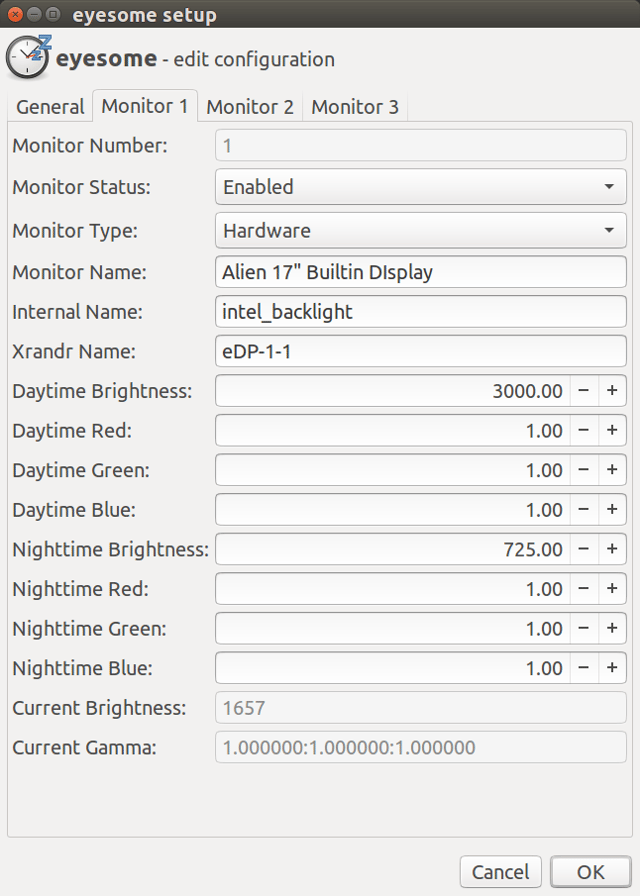 eyesome setup
eyesome - edit configuration
General Monitor 1 Monitor 2 Monitor 3
Monitor Number: 1
Monitor Status: Enabled
Monitor Type: Hardware
Monitor Name: Alien 17" Builtin DIsplay
Internal Name: intel_backlight
Xrandr Name: eDP-1-1
Daytime Brightness: 3000.00 − +
Daytime Red: 1.00 − +
Daytime Green: 1.00 − +
Daytime Blue: 1.00 − +
Nighttime Brightness: 725.00 − +
Nighttime Red: 1.00 − +
Nighttime Green: 1.00 − +
Nighttime Blue: 1.00 − +
Current Brightness: 1657
Current Gamma: 1.000000:1.000000:1.000000
Cancel OK